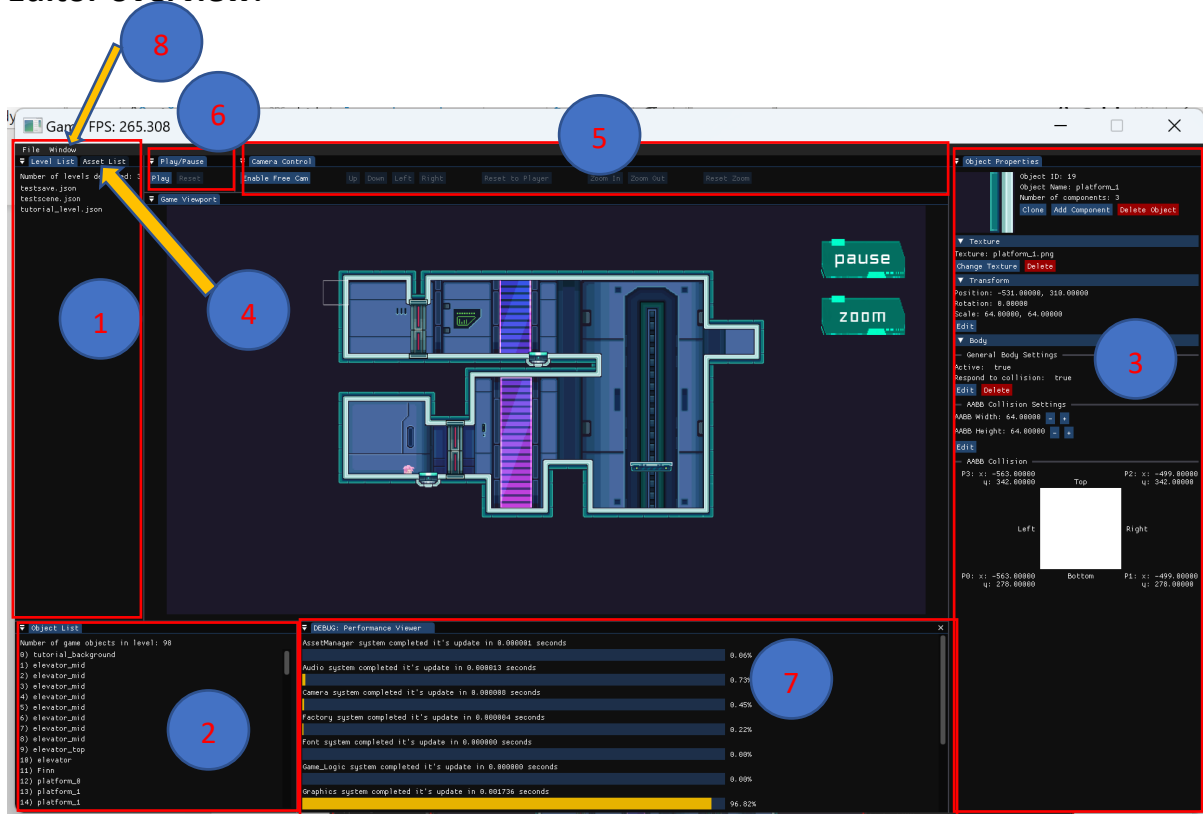 Editor overview:
8
6
5
Game FPS: 265.308
File Window
Level List Asset List
Play/Pause
Camera Control
Object Properties
Number of levels de ed: 3
testsave.json
testscene.json
tutorial_level.json
Play Reset
Enable Free Cam Up Down Left Right Reset to Player Zoom In Zoom Out Reset Zoom
Game Viewport
pause
zoom
1
4
Object ID: 19
Object Name: platform_1
Number of components: 3
Clone Add Component Delete Object
Texture
Texture: platform_1.png
Change Texture Delete
Transform
Position: -531.00000, 310.00000
Rotation: 0.00000
Scale: 64.00000, 64.00000
Edit
Body
General Body Settings
Active: true
Respond to collision: true
Edit Delete
3
AABB Collision Settings
AABB Width: 64.00000 - +
AABB Height: 64.00000 - +
Edit
AABB Collision
P3: x: -563.00000 P2: x: -499.00000
y: 342.00000 Top y: 342.00000
Left Right
P0: x: -563.00000 Bottom P1: x: -499.00000
y: 278.00000 y: 278.00000
Object List
Number of game objects in level: 90
0) tutorial_background
1) elevator_mid
2) elevator_mid
3) elevator_mid
4) elevator_mid
5) elevator_mid
6) elevator_mid
7) elevator_mid
8) elevator_mid
9) elevator_top
10) elevator
11) Finn
12) platform_8
13) platform_1
14) platform_1
2
DEBUG: Performance Viewer
AssetManager system completed it's update in 0.000001 seconds
0.06%
Audio system completed it's update in 0.000013 seconds
0.73%
Camera system completed it's update in 0.000008 seconds
0.45%
Factory system completed it's update in 0.000004 seconds
0.22%
Font system completed it's update in 0.000000 seconds
0.00%
Game_Logic system completed it's update in 0.000000 seconds
0.00%
Graphics system completed it's update in 0.001736 seconds
96.82%
7